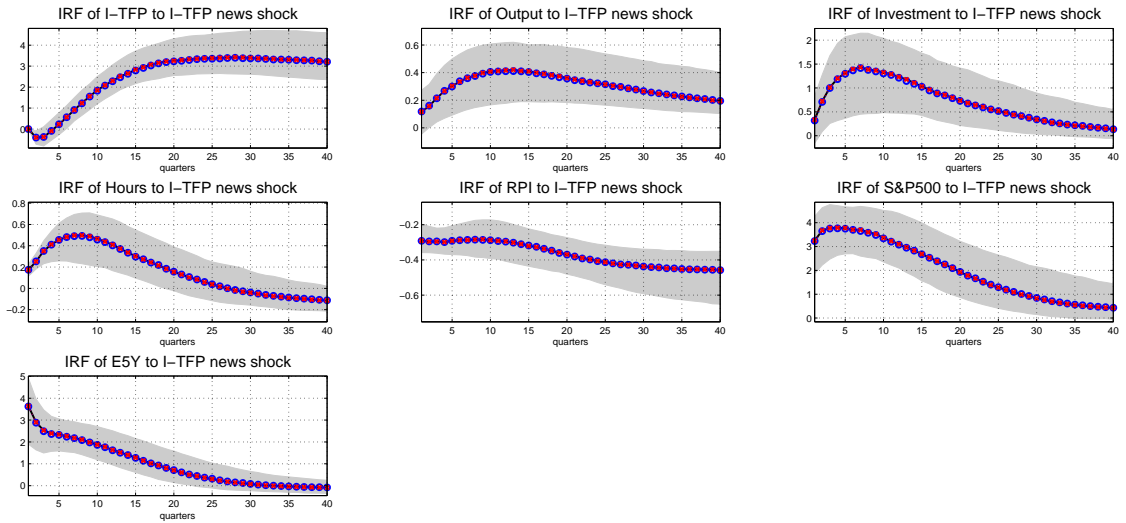 IRF of I−TFP to I−TFP news shock
4
3
2
1
0
5 10 15 20 25 30 35 40
quarters
IRF of Output to I−TFP news shock
0.6
0.4
0.2
0
5 10 15 20 25 30 35 40
quarters
IRF of Investment to I−TFP news shock
2
1.5
1
0.5
0
5 10 15 20 25 30 35 40
quarters
IRF of Hours to I−TFP news shock
0.8
0.6
0.4
0.2
0
−0.2
5 10 15 20 25 30 35 40
quarters
IRF of RPI to I−TFP news shock
−0.2
−0.4
−0.6
5 10 15 20 25 30 35 40
quarters
IRF of S&P500 to I−TFP news shock
4
3
2
1
0
5 10 15 20 25 30 35 40
quarters
IRF of E5Y to I−TFP news shock
5
4
3
2
1
0
5 10 15 20 25 30 35 40
quarters